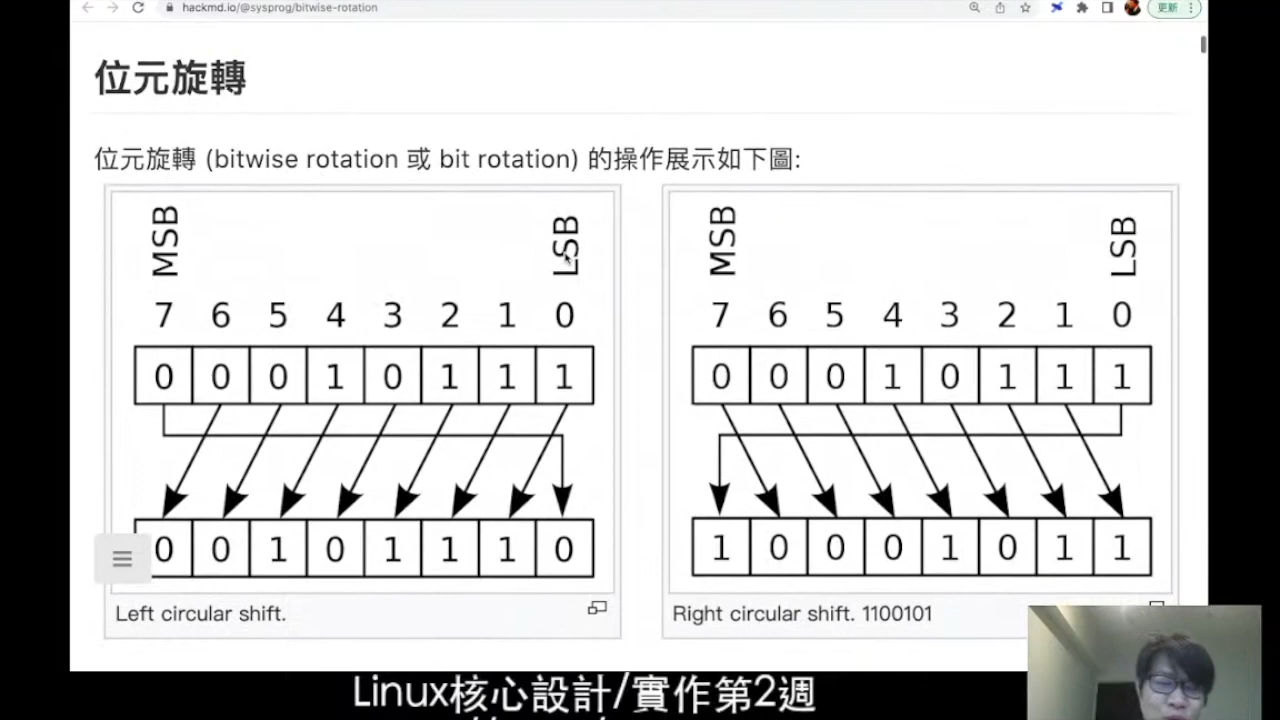 hackmd.io/@sysprog/bitwise-rotation
更新
位元旋轉
位元旋轉 (bitwise rotation 或 bit rotation) 的操作展示如下圖:
MSB LSB
7 6 5 4 3 2 1 0
0 0 0 1 0 1 1 1
0 0 1 0 1 1 1 0
Left circular shift.
MSB LSB
7 6 5 4 3 2 1 0
0 0 0 1 0 1 1 1
1 0 0 0 1 0 1 1
Right circular shift. 1100101
Linux核心設計/實作第2週